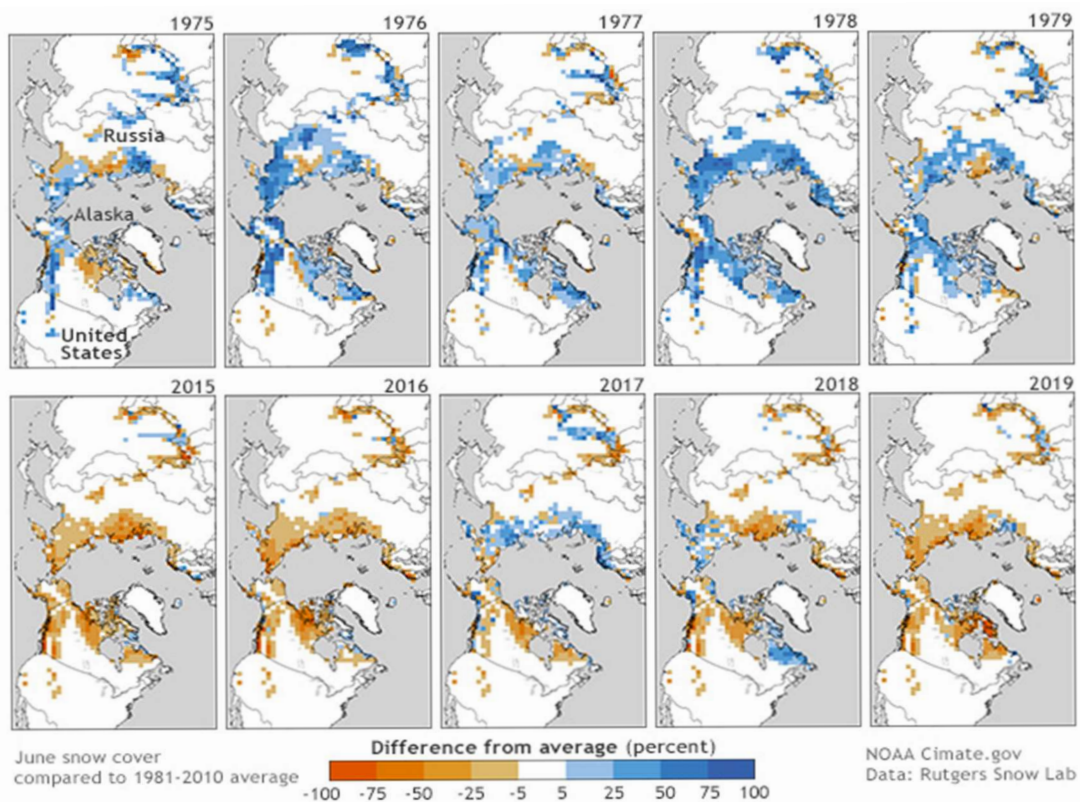 1975
1976
1977
1978
1979
Russia
Alaska
United
States
2015
2016
2017
2018
2019
June snow cover
compared to 1981-2010 average
Difference from average (percent)
-100 -75 -50 -25 -5 5 25 50 75 100
NOAA Cimate.gov
Data: Rutgers Snow Lab